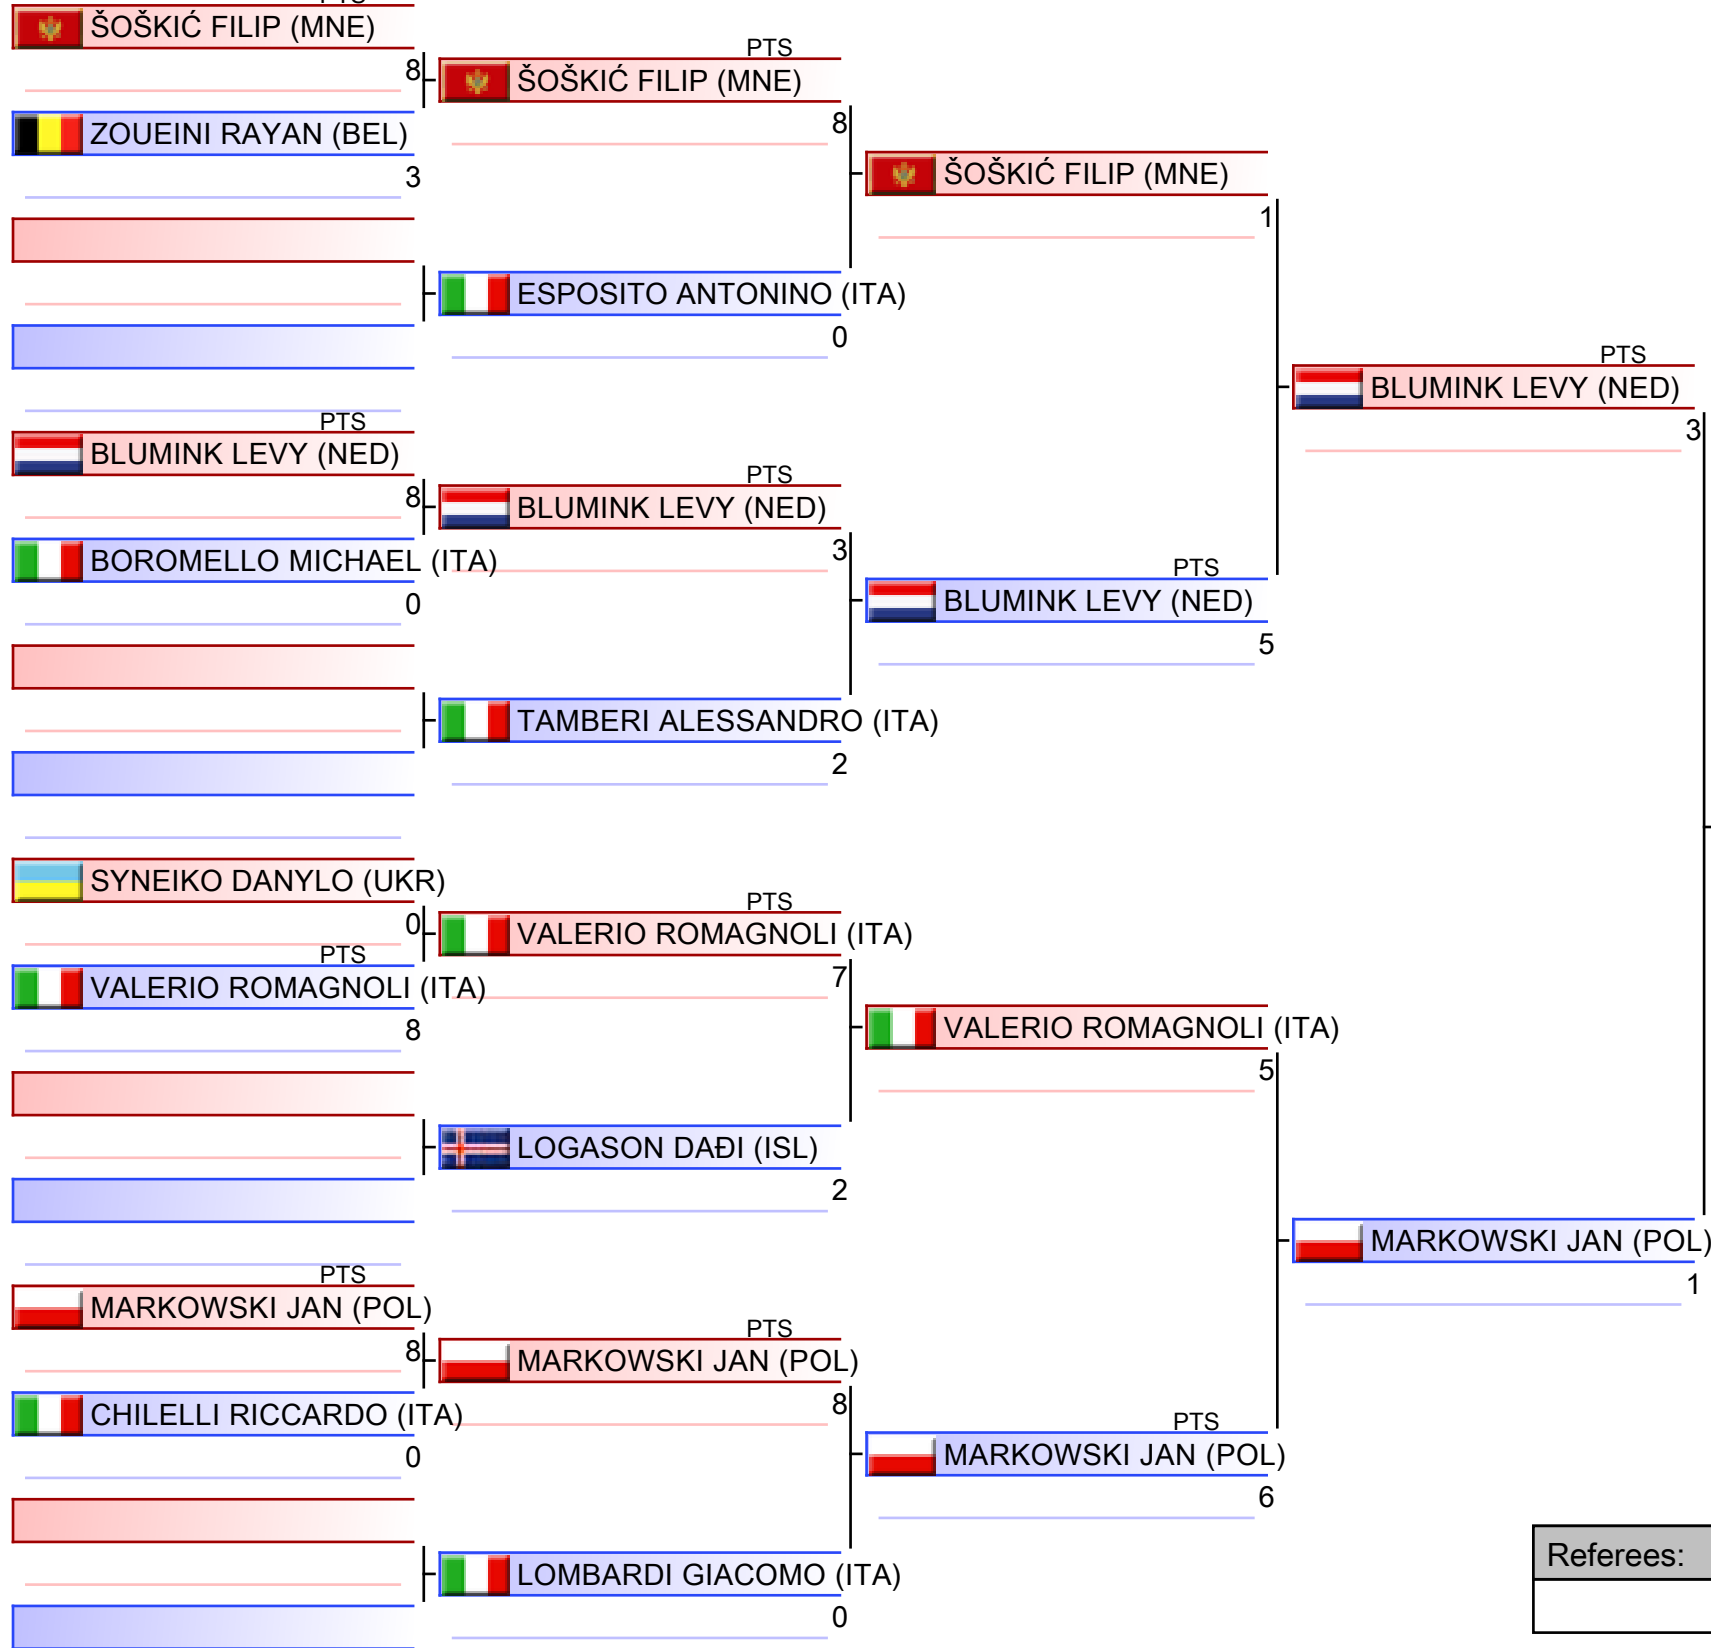 PTS
ŠOŠKIĆ FILIP (MNE)
8
ZOUEINI RAYAN (BEL)
3
PTS
BLUMINK LEVY (NED)
8
BOROMELLO MICHAEL (ITA)
0
SYNEIKO DANYLO (UKR)
0
PTS
VALERIO ROMAGNOLI (ITA)
8
PTS
MARKOWSKI JAN (POL)
8
CHILELLI RICCARDO (ITA)
0
PTS
ŠOŠKIĆ FILIP (MNE)
8
ESPOSITO ANTONINO (ITA)
0
PTS
BLUMINK LEVY (NED)
3
TAMBERI ALESSANDRO (ITA)
2
PTS
VALERIO ROMAGNOLI (ITA)
7
LOGASON DAÐI (ISL)
2
PTS
MARKOWSKI JAN (POL)
8
LOMBARDI GIACOMO (ITA)
0
ŠOŠKIĆ FILIP (MNE)
1
PTS
BLUMINK LEVY (NED)
5
VALERIO ROMAGNOLI (ITA)
5
PTS
MARKOWSKI JAN (POL)
6
PTS
BLUMINK LEVY (NED)
3
MARKOWSKI JAN (POL)
1
Referees: